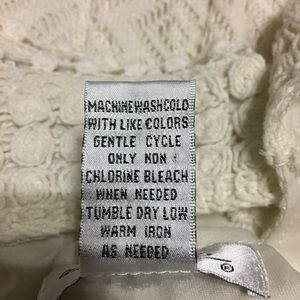 MACHINE WASH COLD
WITH LIKE COLORS
GENTLE CYCLE
ONLY NON
CHLORINE BLEACH
WHEN NEEDED
TUMBLE DRY LOW
WARM IRON
AS NEEDED
®